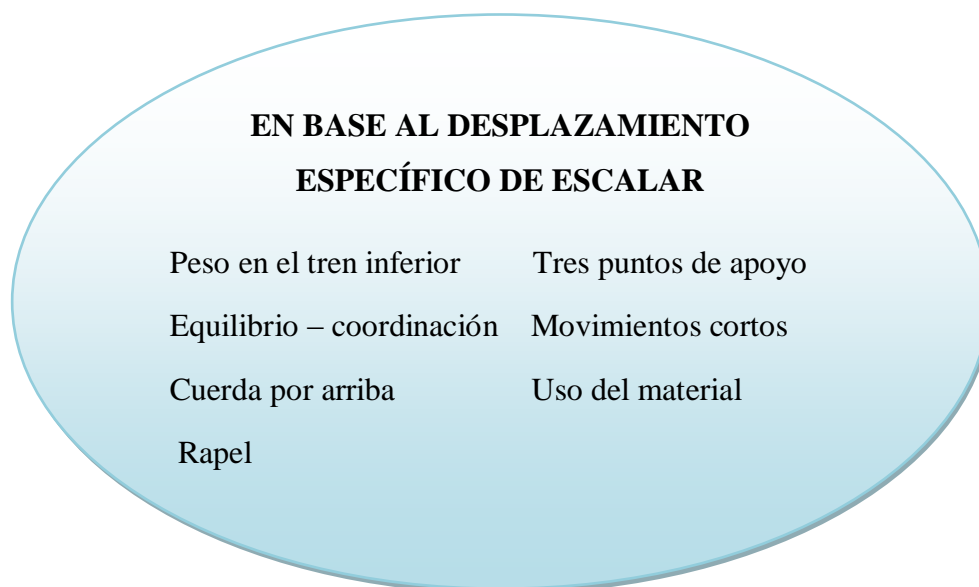 EN BASE AL DESPLAZAMIENTO
ESPECÍFICO DE ESCALAR
Peso en el tren inferior Tres puntos de apoyo
Equilibrio – coordinación Movimientos cortos
Cuerda por arriba Uso del material
Rapel